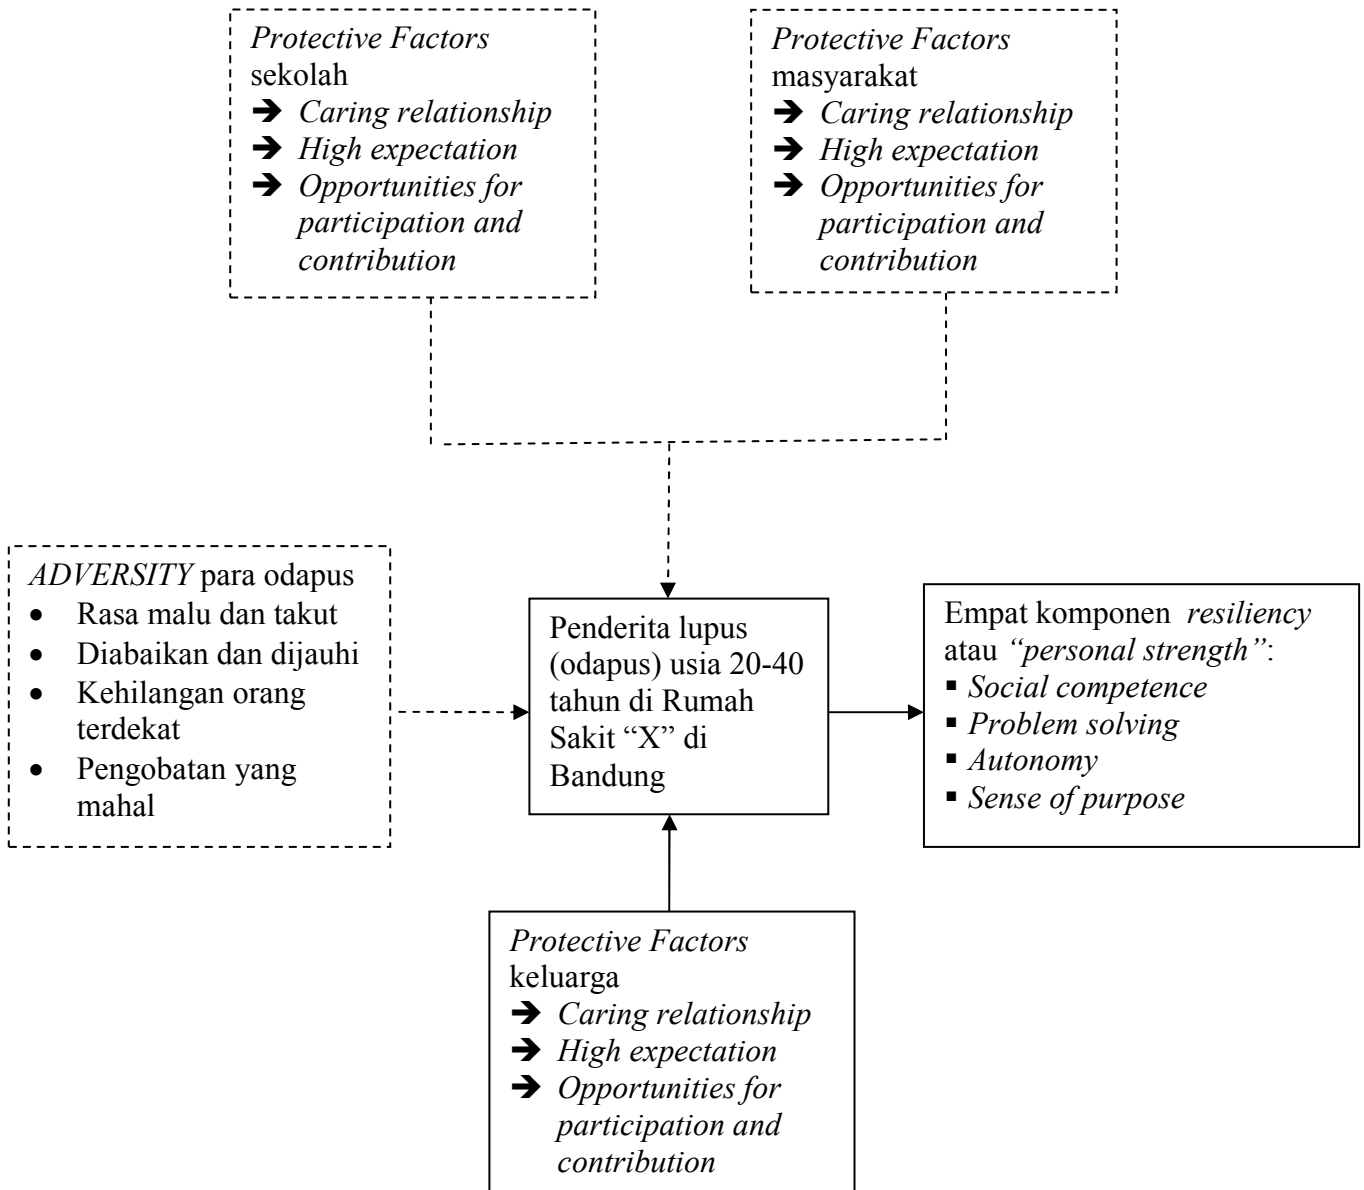 Protective Factors
sekolah
➔ Caring relationship
➔ High expectation
➔ Opportunities for
participation and
contribution
Protective Factors
masyarakat
➔ Caring relationship
➔ High expectation
➔ Opportunities for
participation and
contribution
ADVERSITY para odapus
• Rasa malu dan takut
• Diabaikan dan dijauhi
• Kehilangan orang
terdekat
• Pengobatan yang
mahal
Penderita lupus
(odapus) usia 20-40
tahun di Rumah
Sakit “X” di
Bandung
Empat komponen resiliency
atau “personal strength”:
▪ Social competence
▪ Problem solving
▪ Autonomy
▪ Sense of purpose
Protective Factors
keluarga
➔ Caring relationship
➔ High expectation
➔ Opportunities for
participation and
contribution